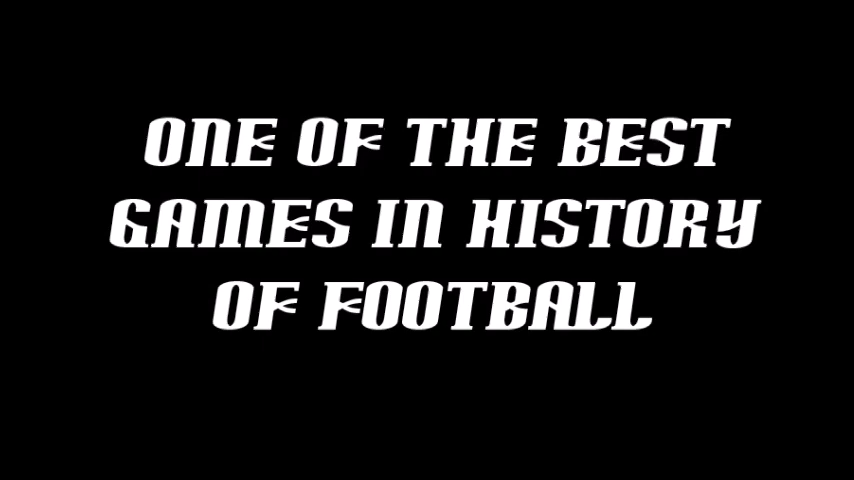 ONE OF THE BEST
GAMES IN HISTORY
OF FOOTBALL